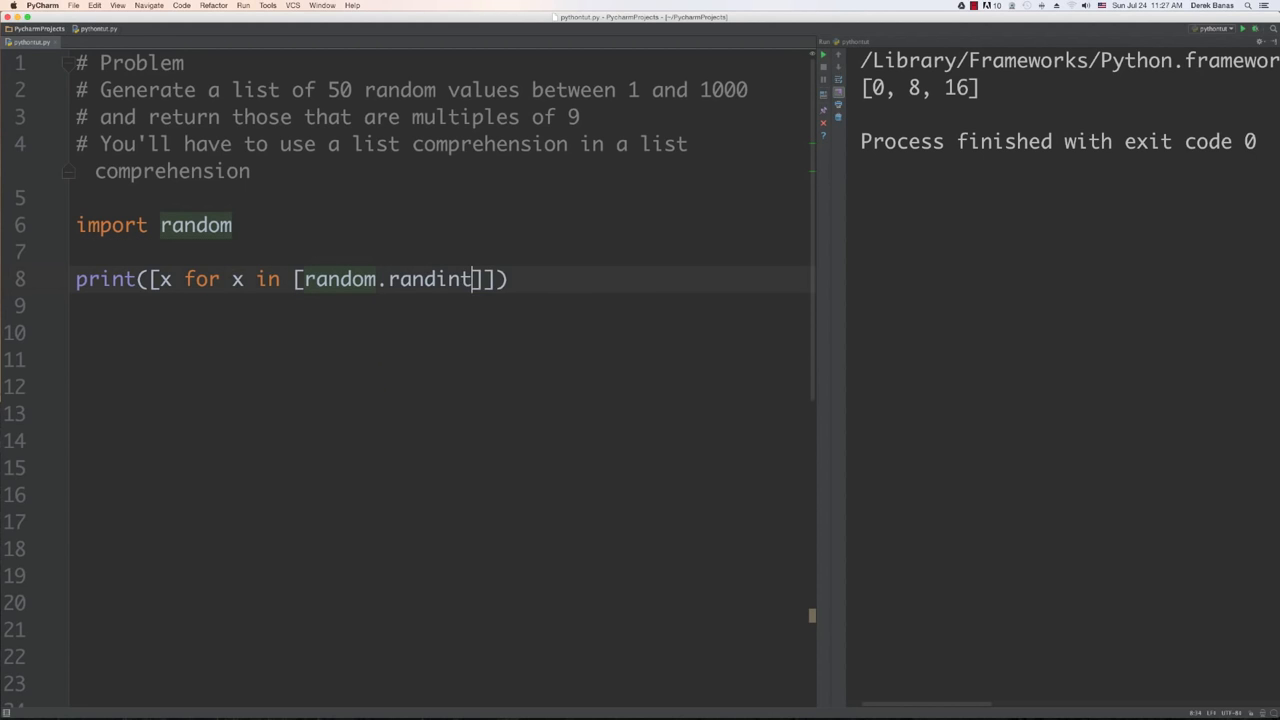 PyCharm File Edit View Navigate Code Refactor Run Tools VCS Window Help
10 Sun Jul 24 11:27 AM Derek Banas
pythontut.py - PycharmProjects - [~/PycharmProjects]
PycharmProjects pythontut.py
pythontut
pythontut.py
Run: pythontut
1 # Problem
2 # Generate a list of 50 random values between 1 and 1000
3 # and return those that are multiples of 9
4 # You'll have to use a list comprehension in a list
comprehension
5
6 import random
7
8 print([x for x in [random.randint]])
9
10
11
12
13
14
15
16
17
18
19
20
21
22
23
/Library/Frameworks/Python.framewor
[0, 8, 16]
Process finished with exit code 0
8:34 LF UTF-8